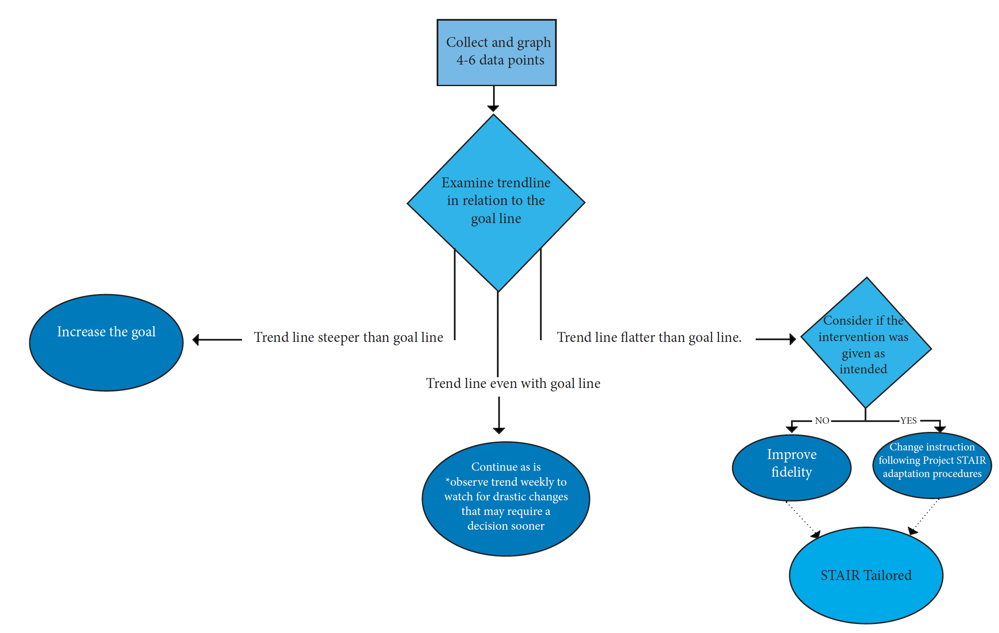 Collect and graph
4-6 data points
Examine trendline
in relation to the
goal line
Increase the goal
Trend line steeper than goal line
Trend line flatter than goal line.
Consider if the
intervention was
given as
intended
Trend line even with goal line
NO
YES
Continue as is
*observe trend weekly to
watch for drastic changes
that may require a
decision sooner
Improve
fidelity
Change instruction
following Project STAIR
adaptation procedures
STAIR Tailored